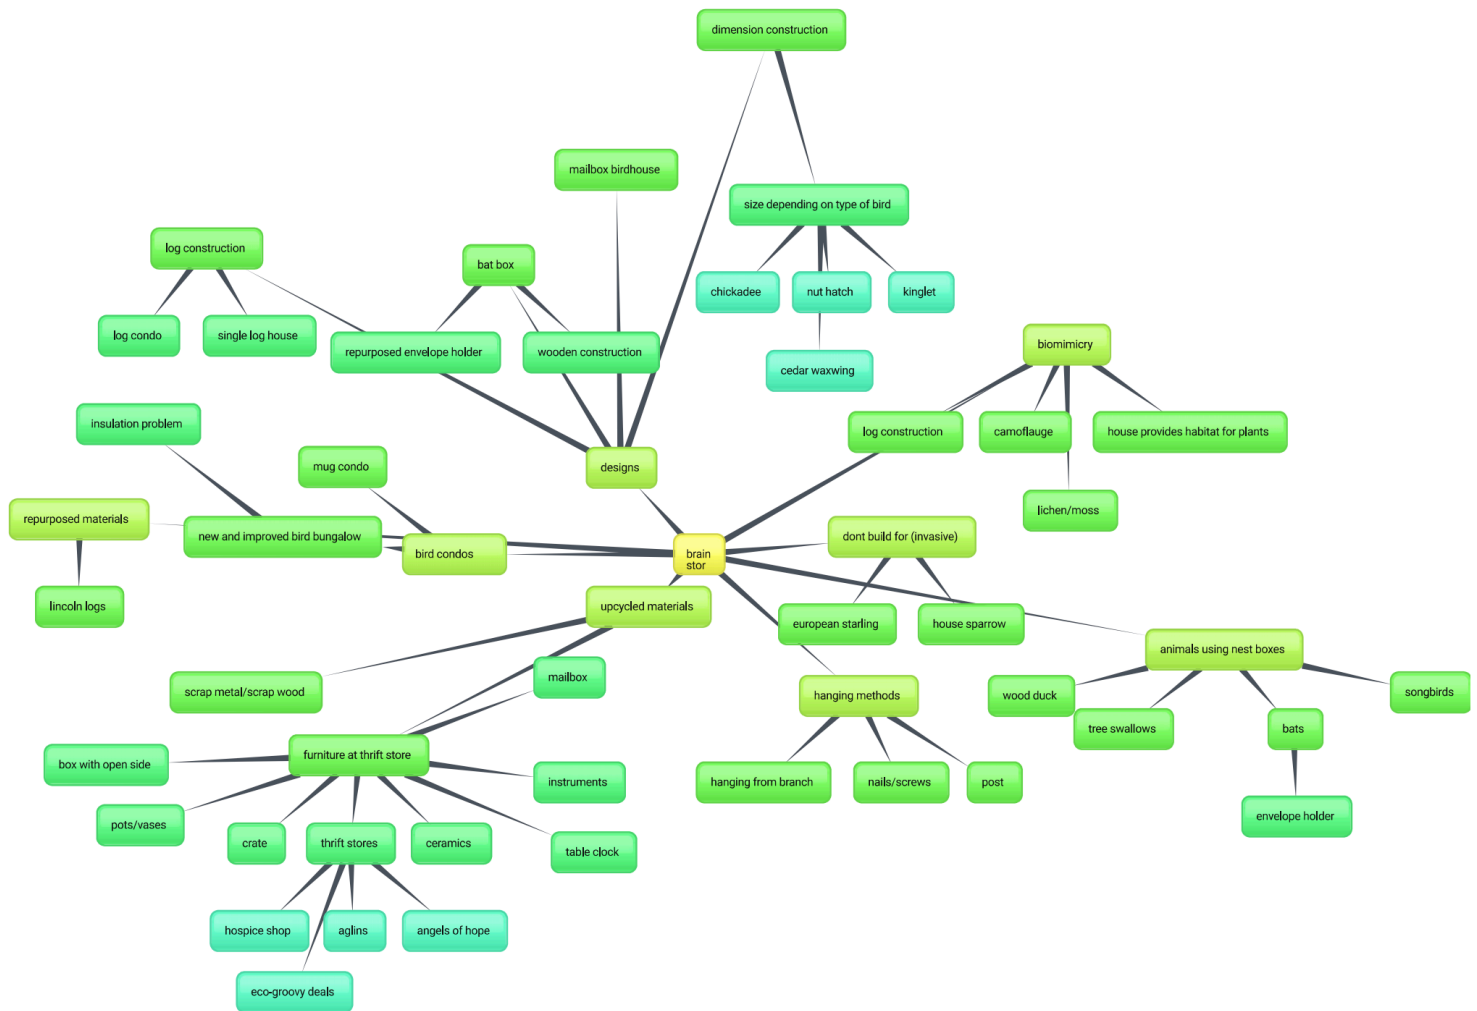 dimension construction
mailbox birdhouse
size depending on type of bird
log construction
bat box
chickadee
nut hatch
kinglet
log condo
single log house
repurposed envelope holder
wooden construction
biomimicry
cedar waxwing
insulation problem
log construction
camoflauge
house provides habitat for plants
mug condo
designs
lichen/moss
repurposed materials
new and improved bird bungalow
bird condos
brain
stor
dont build for (invasive)
lincoln logs
upcycled materials
european starling
house sparrow
animals using nest boxes
scrap metal/scrap wood
mailbox
hanging methods
wood duck
songbirds
tree swallows
bats
furniture at thrift store
box with open side
instruments
hanging from branch
nails/screws
post
pots/vases
envelope holder
crate
thrift stores
ceramics
table clock
hospice shop
aglins
angels of hope
eco-groovy deals